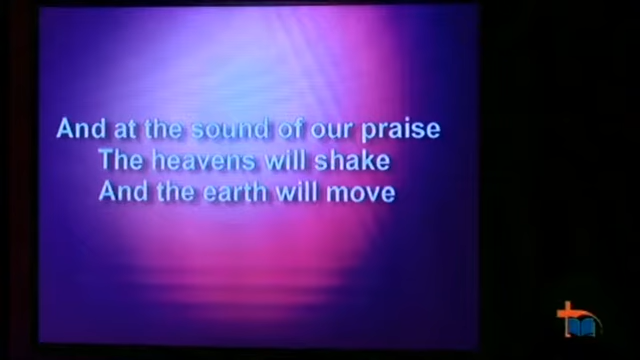 And at the sound of our praise
The heavens will shake
And the earth will move